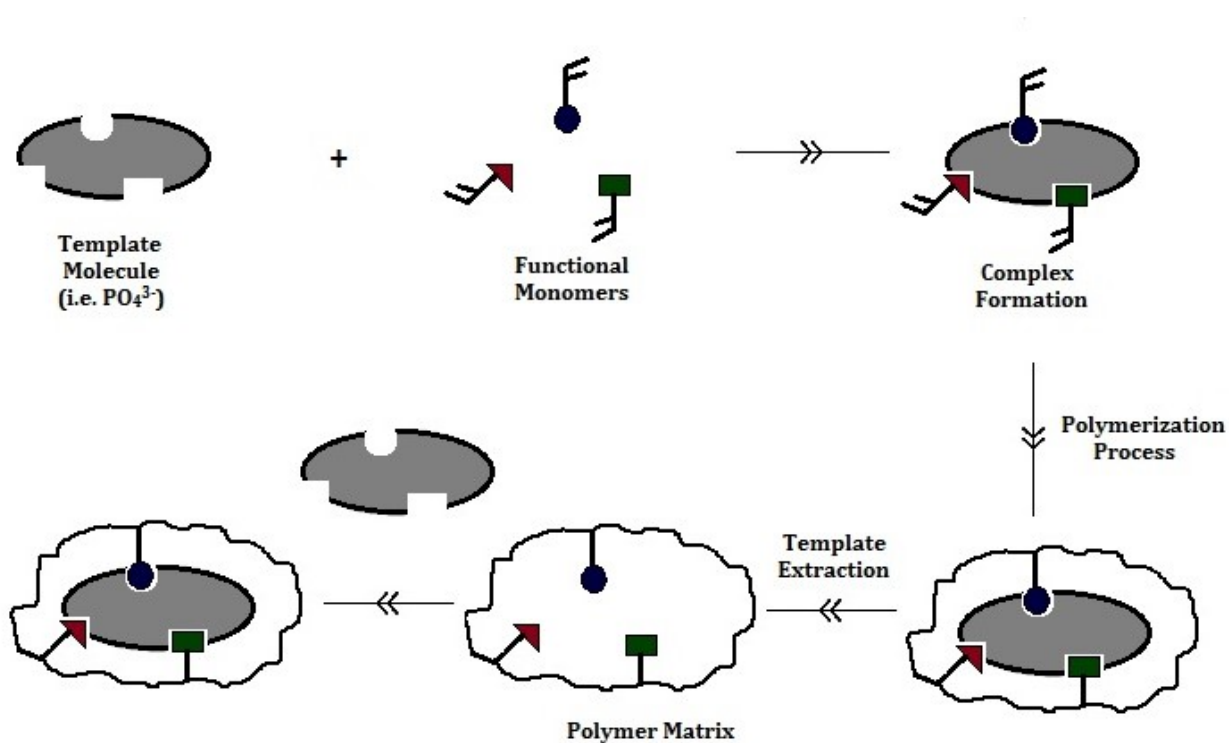 Template
Molecule
(i.e. PO₄³⁻)
+
Functional
Monomers
Complex
Formation
Polymerization
Process
Template
Extraction
Polymer Matrix